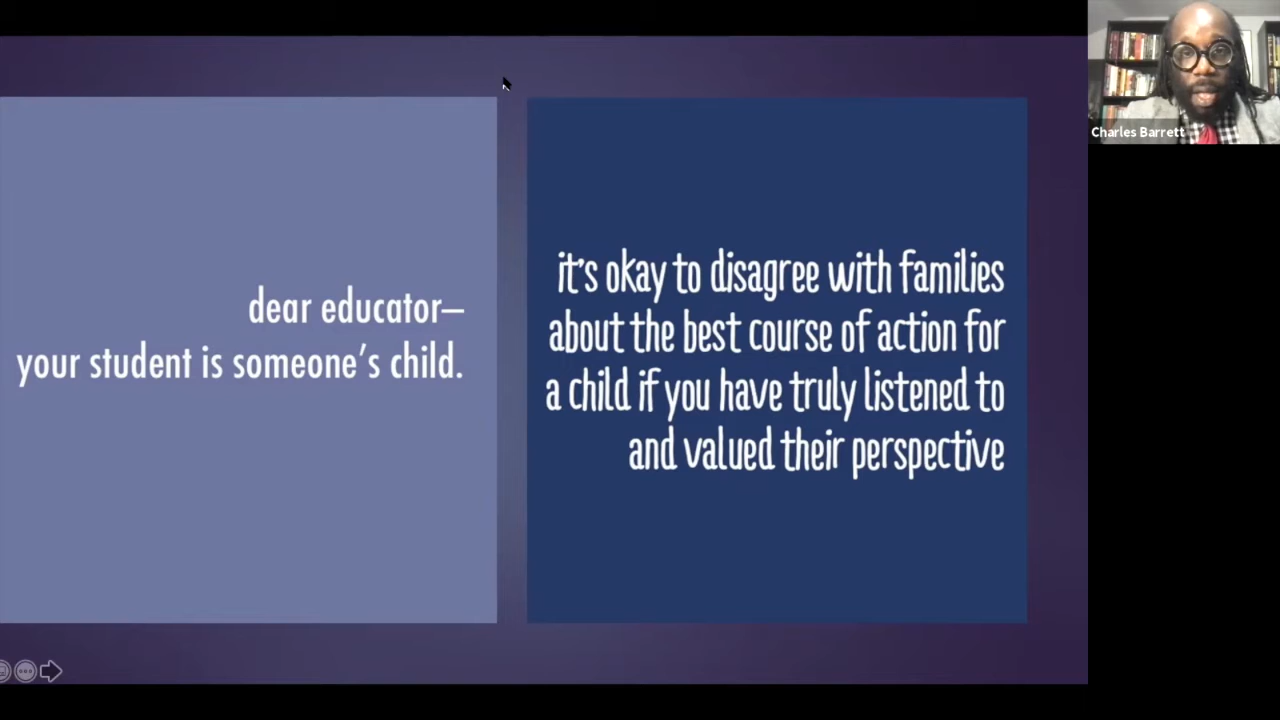 dear educator—
your student is someone's child.
it's okay to disagree with families
about the best course of action for
a child if you have truly listened to
and valued their perspective
Charles Barrett